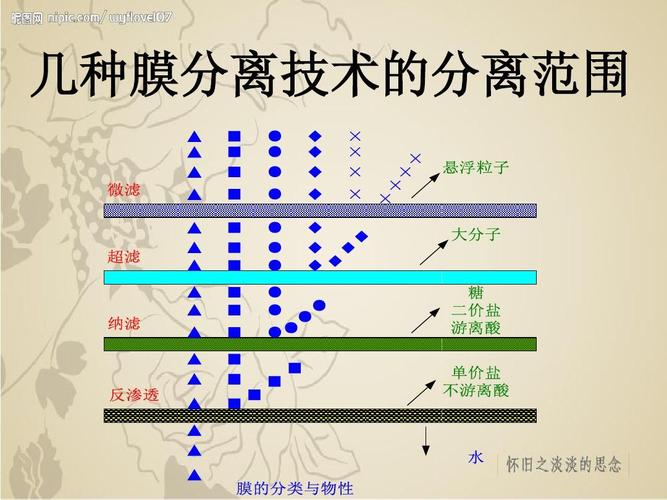 昵图网 nipic.com/wyflove107
几种膜分离技术的分离范围
悬浮粒子
微滤
大分子
超滤
糖
二价盐
纳滤
游离酸
单价盐
反渗透
不游离酸
水
怀旧之淡淡的思念
膜的分类与物性